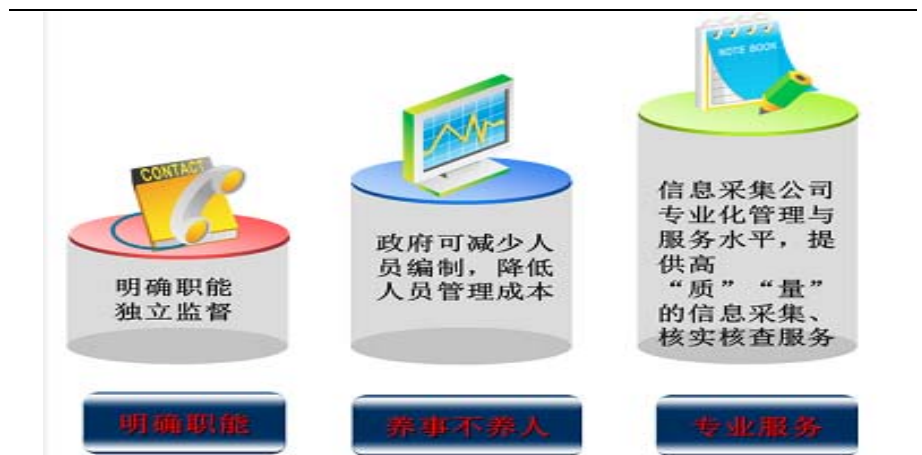 CONTACT
明确职能
独立监督
明确职能
政府可减少人
员编制，降低
人员管理成本
养事不养人
NOTE BOOK
信息采集公司
专业化管理与
服务水平，提
供高
“质”“量”
的信息采集、
核实核查服务
专业服务